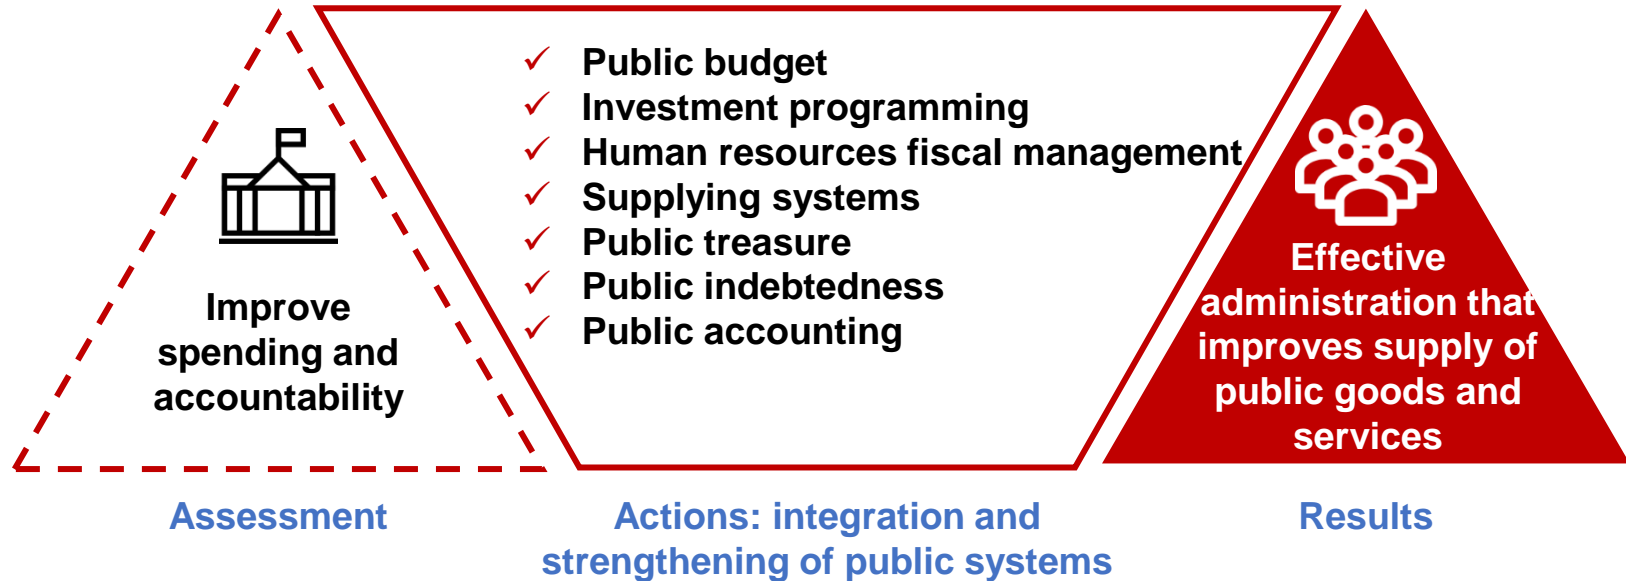 Improve
spending and
accountability
Public budget
Investment programming
Human resources fiscal management
Supplying systems
Public treasure
Public indebtedness
Public accounting
Effective
administration that
improves supply of
public goods and
services
Assessment
Actions: integration and
strengthening of public systems
Results